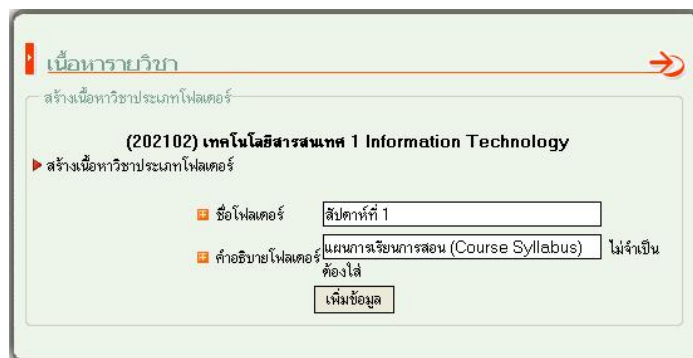 เนื้อหารายวิชา
สร้างเนื้อหาวิชาประเภทโฟลเดอร์
(202102) เทคโนโลยีสารสนเทศ 1 Information Technology
สร้างเนื้อหาวิชาประเภทโฟลเดอร์
ชื่อโฟลเดอร์ สัปดาห์ที่ 1
คำอธิบายโฟลเดอร์ แผนการเรียนการสอน (Course Syllabus) ไม่จำเป็น
ต้องใส่
เพิ่มข้อมูล